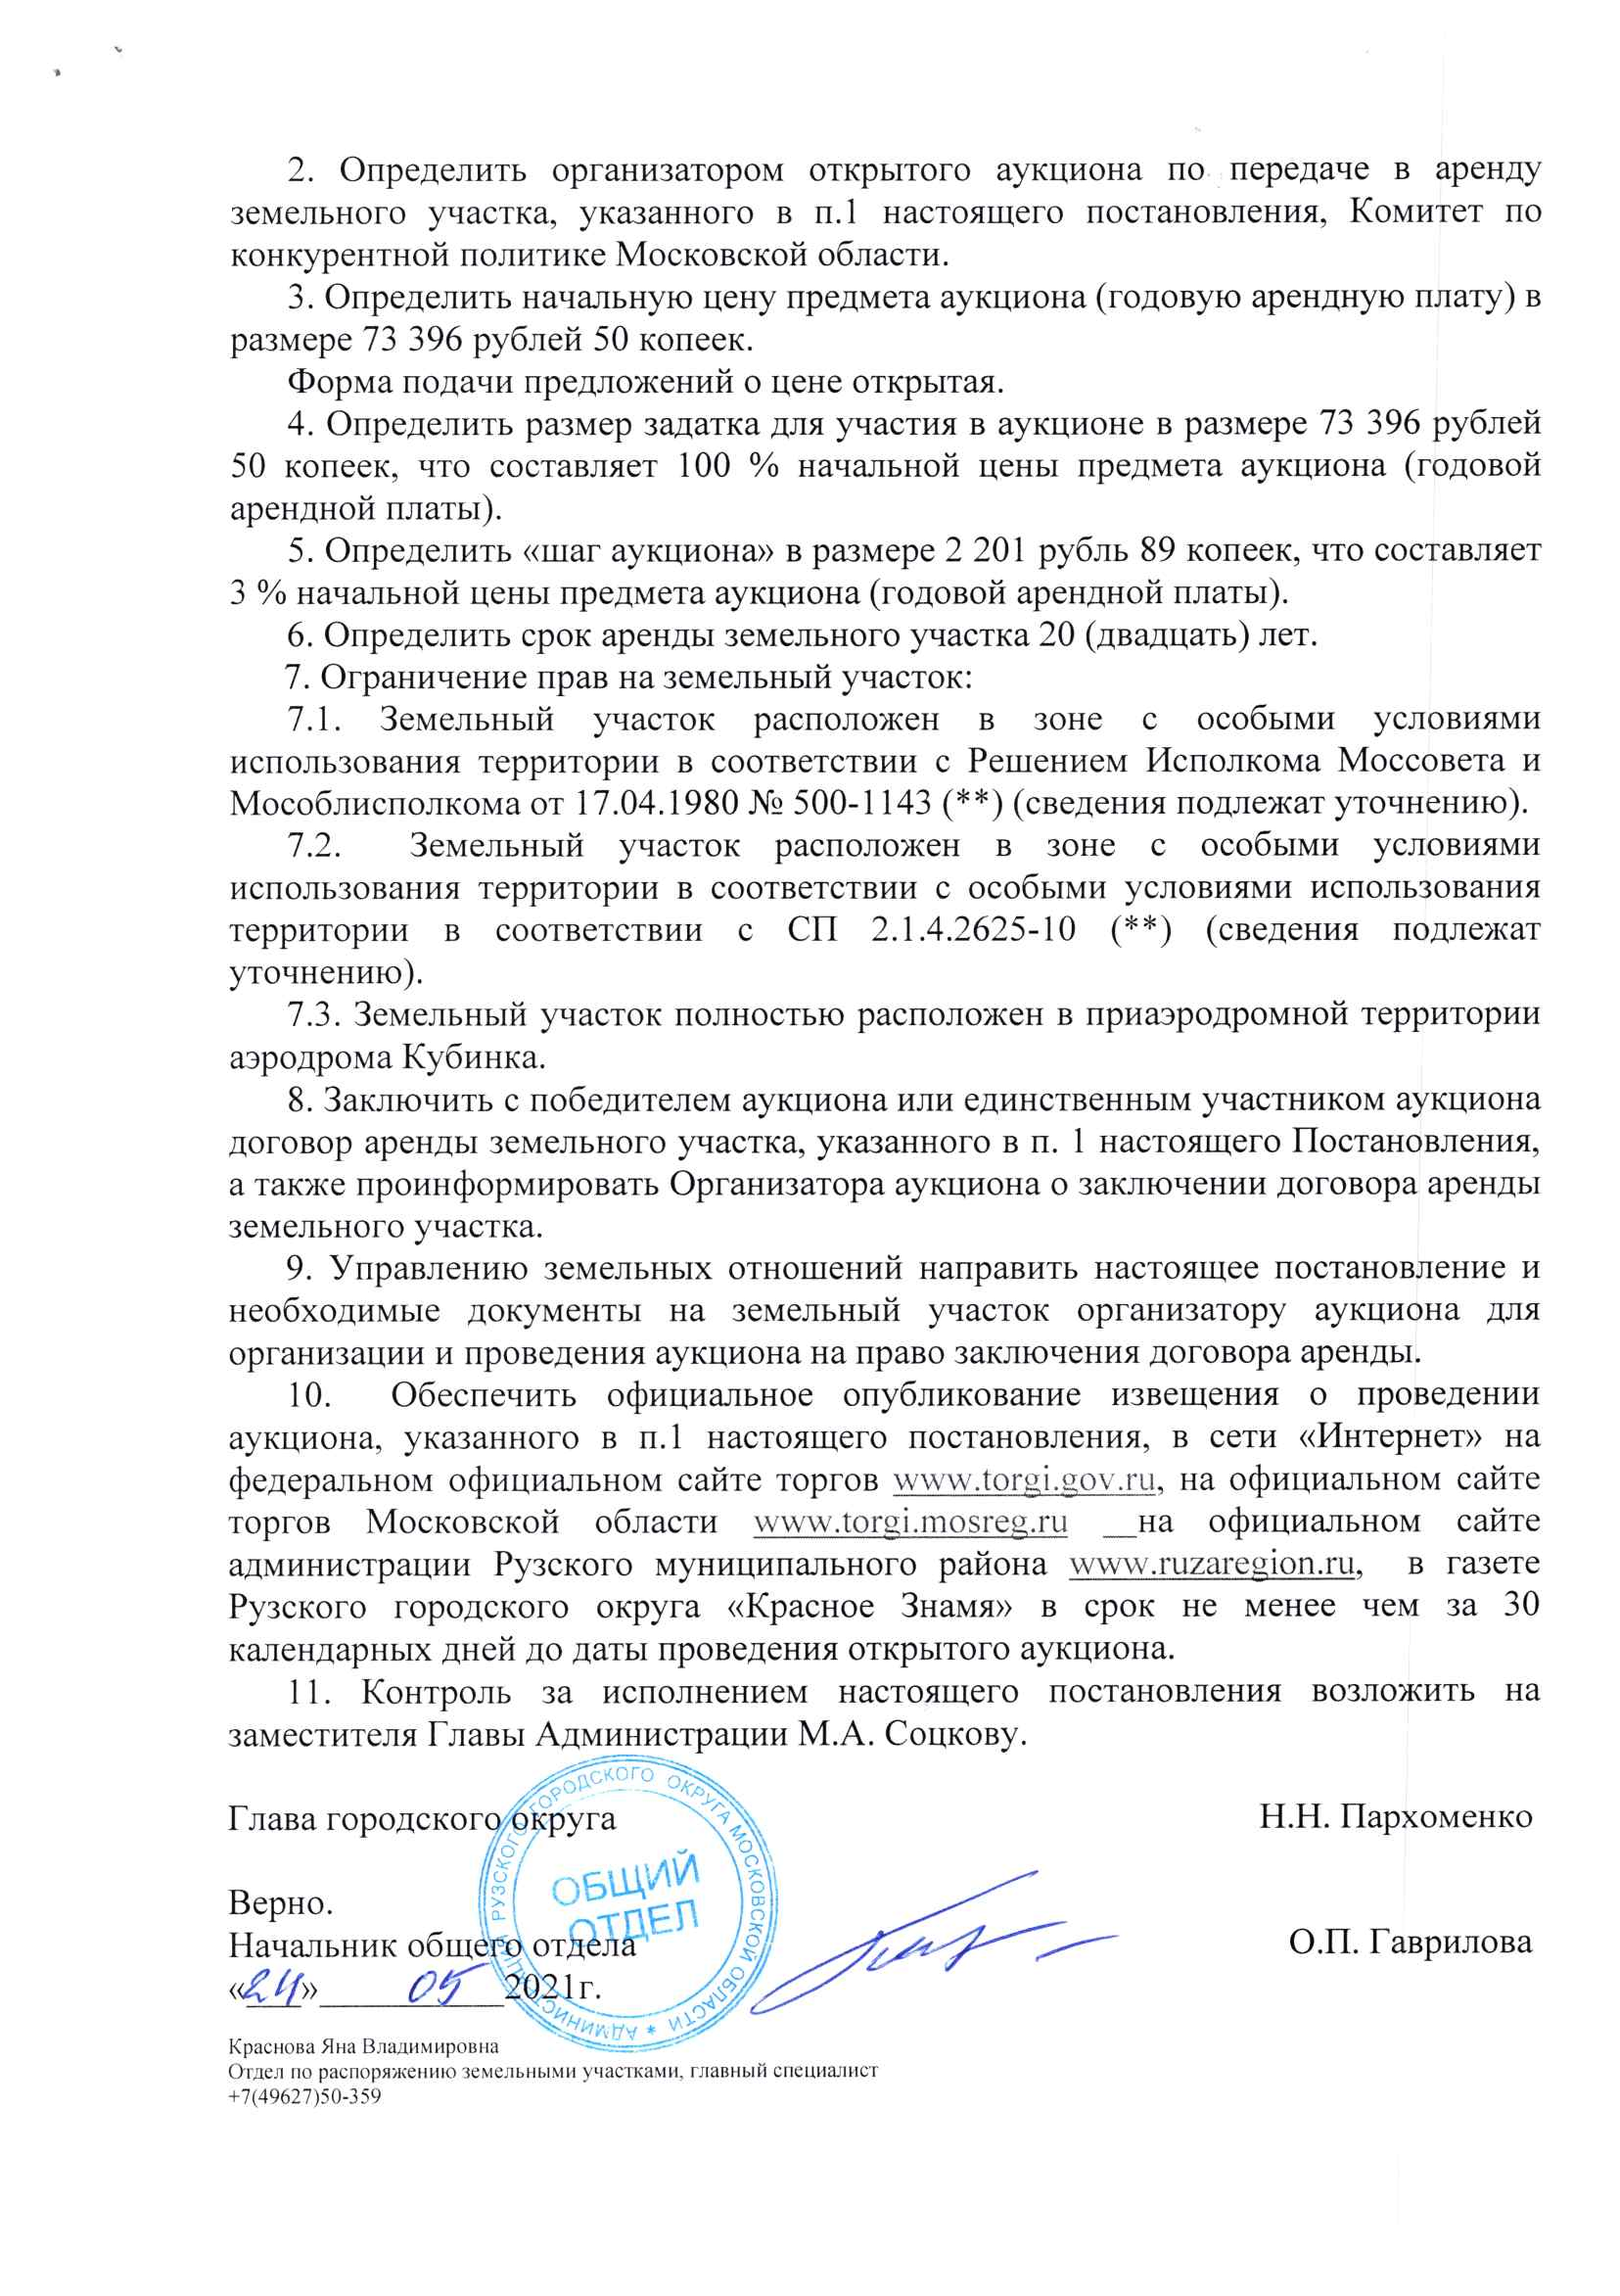 2. Определить организатором открытого аукциона по передаче в аренду
земельного участка, указанного в п.1 настоящего постановления, Комитет по
конкурентной политике Московской области.
3. Определить начальную цену предмета аукциона (годовую арендную плату) в
размере 73 396 рублей 50 копеек.
Форма подачи предложений о цене открытая.
4. Определить размер задатка для участия в аукционе в размере 73 396 рублей
50 копеек, что составляет 100 % начальной цены предмета аукциона (годовой
арендной платы).
5. Определить «шаг аукциона» в размере 2 201 рубль 89 копеек, что составляет
3 % начальной цены предмета аукциона (годовой арендной платы).
6. Определить срок аренды земельного участка 20 (двадцать) лет.
7. Ограничение прав на земельный участок:
7.1. Земельный участок расположен в зоне с особыми условиями
использования территории в соответствии с Решением Исполкома Моссовета и
Мособлисполкома от 17.04.1980 № 500-1143 (**) (сведения подлежат уточнению).
7.2. Земельный участок расположен в зоне с особыми условиями
использования территории в соответствии с особыми условиями использования
территории в соответствии с СП 2.1.4.2625-10 (**) (сведения подлежат
уточнению).
7.3. Земельный участок полностью расположен в приаэродромной территории
аэродрома Кубинка.
8. Заключить с победителем аукциона или единственным участником аукциона
договор аренды земельного участка, указанного в п. 1 настоящего Постановления,
а также проинформировать Организатора аукциона о заключении договора аренды
земельного участка.
9. Управлению земельных отношений направить настоящее постановление и
необходимые документы на земельный участок организатору аукциона для
организации и проведения аукциона на право заключения договора аренды.
10. Обеспечить официальное опубликование извещения о проведении
аукциона, указанного в п.1 настоящего постановления, в сети «Интернет» на
федеральном официальном сайте торгов www.torgi.gov.ru, на официальном сайте
торгов Московской области www.torgi.mosreg.ru __на официальном сайте
администрации Рузского муниципального района www.ruzaregion.ru, в газете
Рузского городского округа «Красное Знамя» в срок не менее чем за 30
календарных дней до даты проведения открытого аукциона.
11. Контроль за исполнением настоящего постановления возложить на
заместителя Главы Администрации М.А. Соцкову.
Глава городского округа Н.Н. Пархоменко
АДМИНИСТРАЦИЯ РУЗСКОГО ГОРОДСКОГО ОКРУГА МОСКОВСКОЙ ОБЛАСТИ *
ОБЩИЙ
ОТДЕЛ
Верно.
Начальник общего отдела О.П. Гаврилова
«24» 05 2021г.
Краснова Яна Владимировна
Отдел по распоряжению земельными участками, главный специалист
+7(49627)50-359